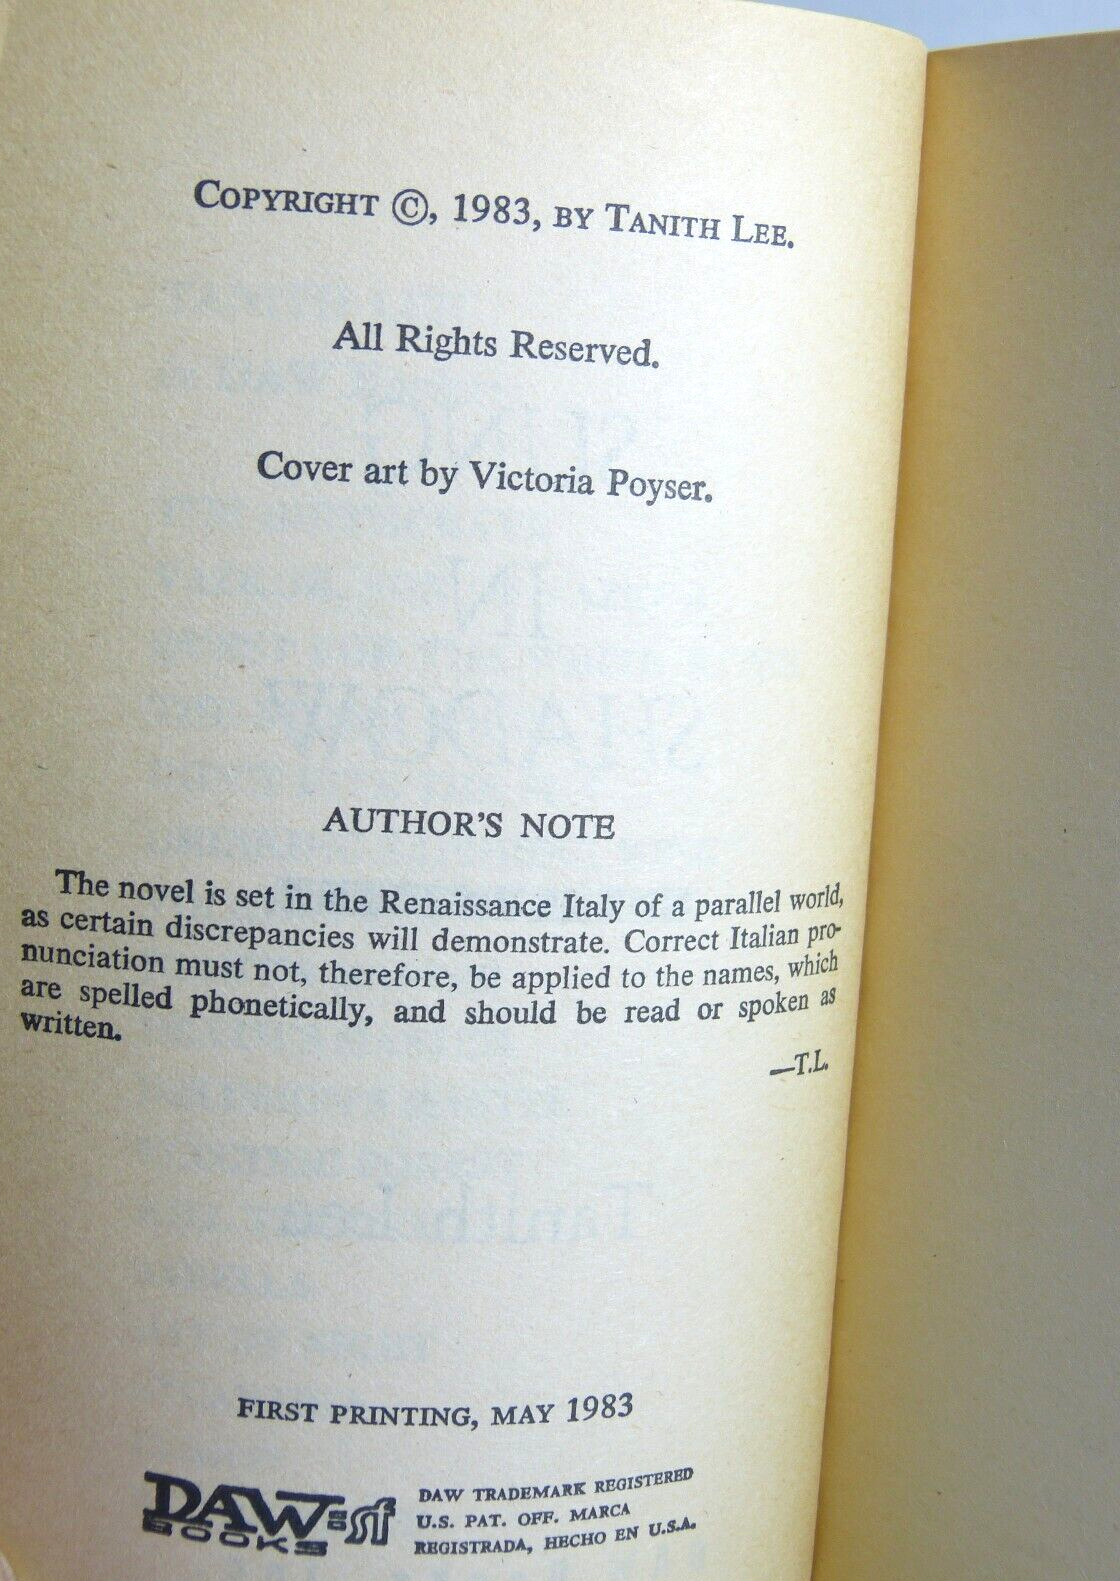 COPYRIGHT ©, 1983, BY TANITH LEE.
All Rights Reserved.
Cover art by Victoria Poyser.
AUTHOR'S NOTE
The novel is set in the Renaissance Italy of a parallel world,
as certain discrepancies will demonstrate. Correct Italian pro-
nunciation must not, therefore, be applied to the names, which
are spelled phonetically, and should be read or spoken as
written.
—T.L.
FIRST PRINTING, MAY 1983
DAW sf
BOOKS
DAW TRADEMARK REGISTERED
U.S. PAT. OFF. MARCA
REGISTRADA, HECHO EN U.S.A.